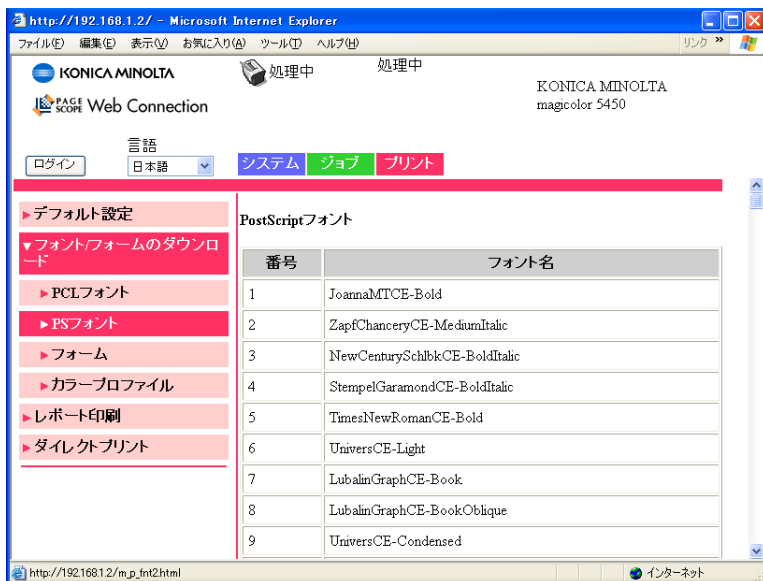 http://192.168.1.2/ - Microsoft Internet Explorer
ファイル(F) 編集(E) 表示(V) お気に入り(A) ツール(T) ヘルプ(H) リンク »
KONICA MINOLTA
処理中
処理中
KONICA MINOLTA
magicolor 5450
PAGE SCOPE Web Connection
言語
ログイン
日本語
システム
ジョブ
プリント
▶デフォルト設定
▼フォント/フォームのダウンロ
ード
▶PCLフォント
▶PSフォント
▶フォーム
▶カラープロファイル
▶レポート印刷
▶ダイレクトプリント
PostScriptフォント
番号 フォント名
1 JoannaMTCE-Bold
2 ZapfChanceryCE-MediumItalic
3 NewCenturySchlbkCE-BoldItalic
4 StempelGaramondCE-BoldItalic
5 TimesNewRomanCE-Bold
6 UniversCE-Light
7 LubalinGraphCE-Book
8 LubalinGraphCE-BookOblique
9 UniversCE-Condensed
http://192.168.1.2/m_p_fnt2.html
インターネット